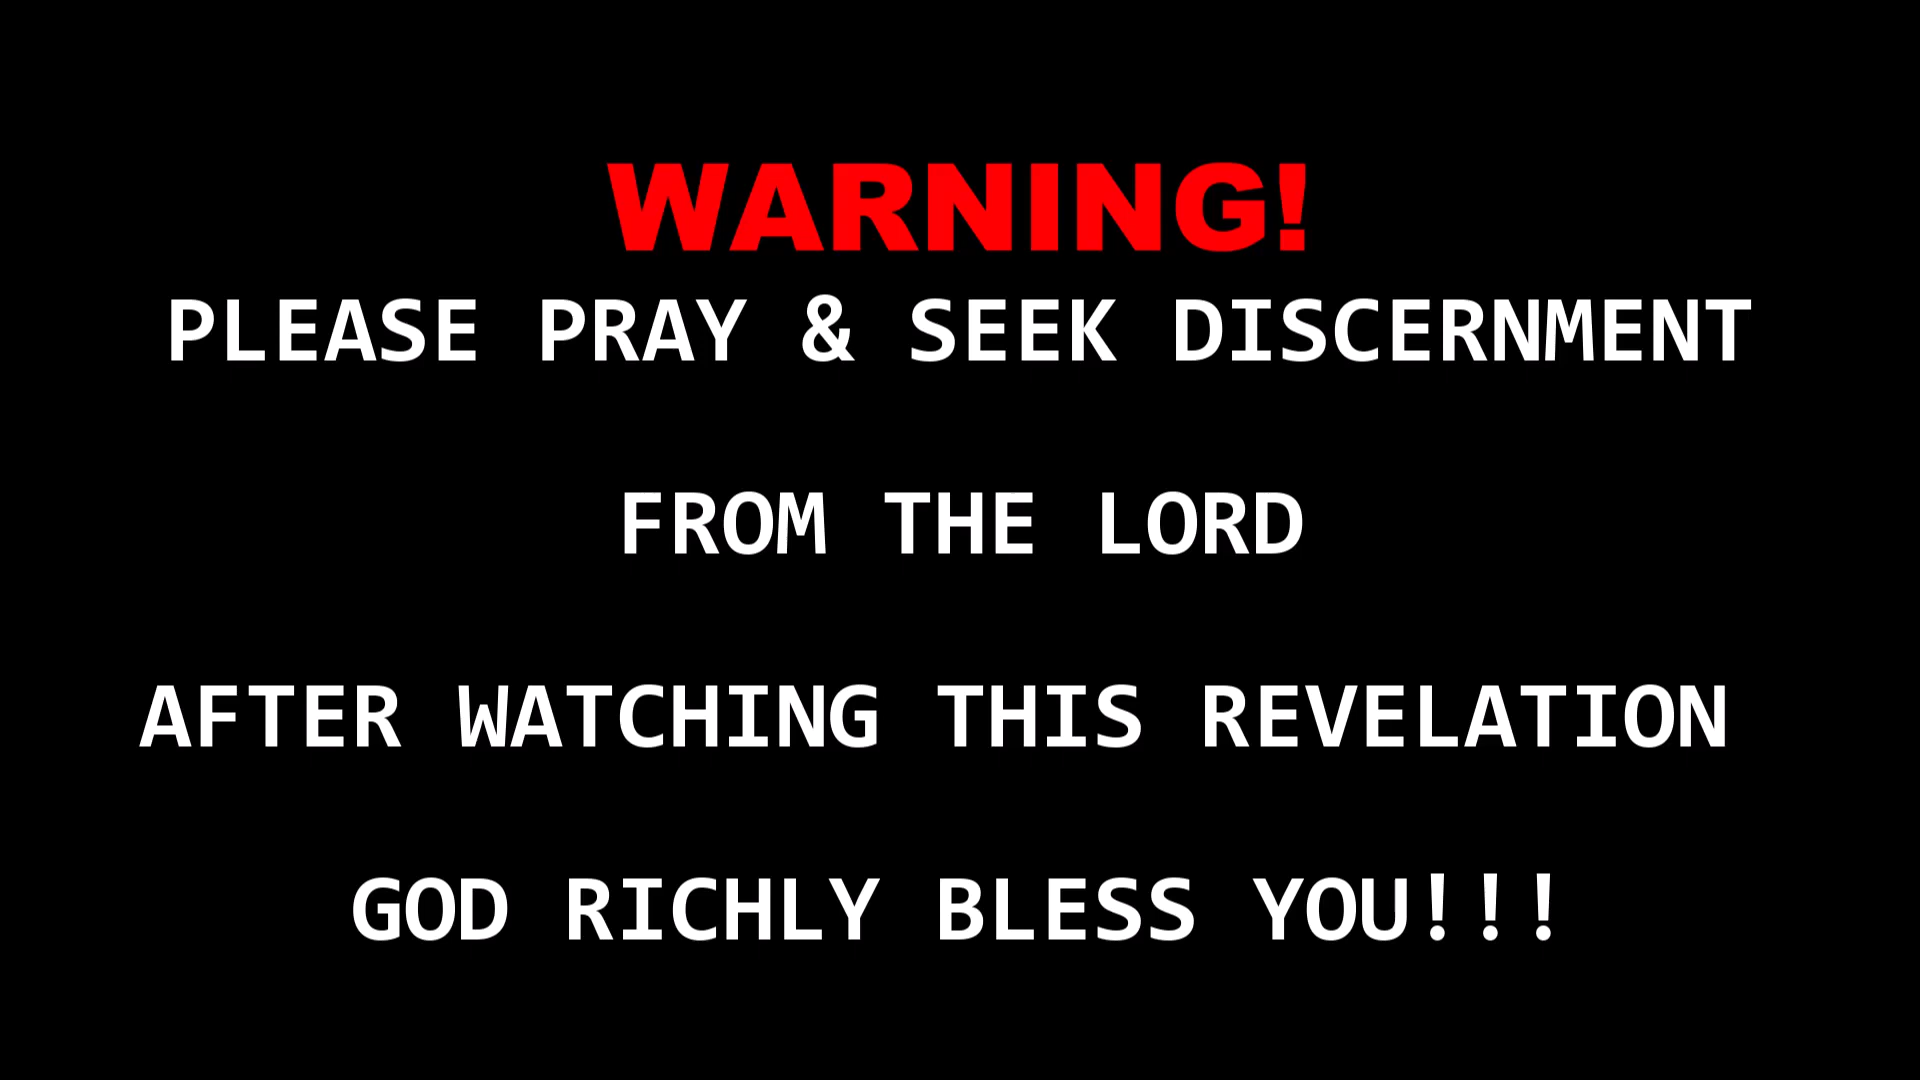 WARNING!
PLEASE PRAY & SEEK DISCERNMENT
FROM THE LORD
AFTER WATCHING THIS REVELATION
GOD RICHLY BLESS YOU!!!